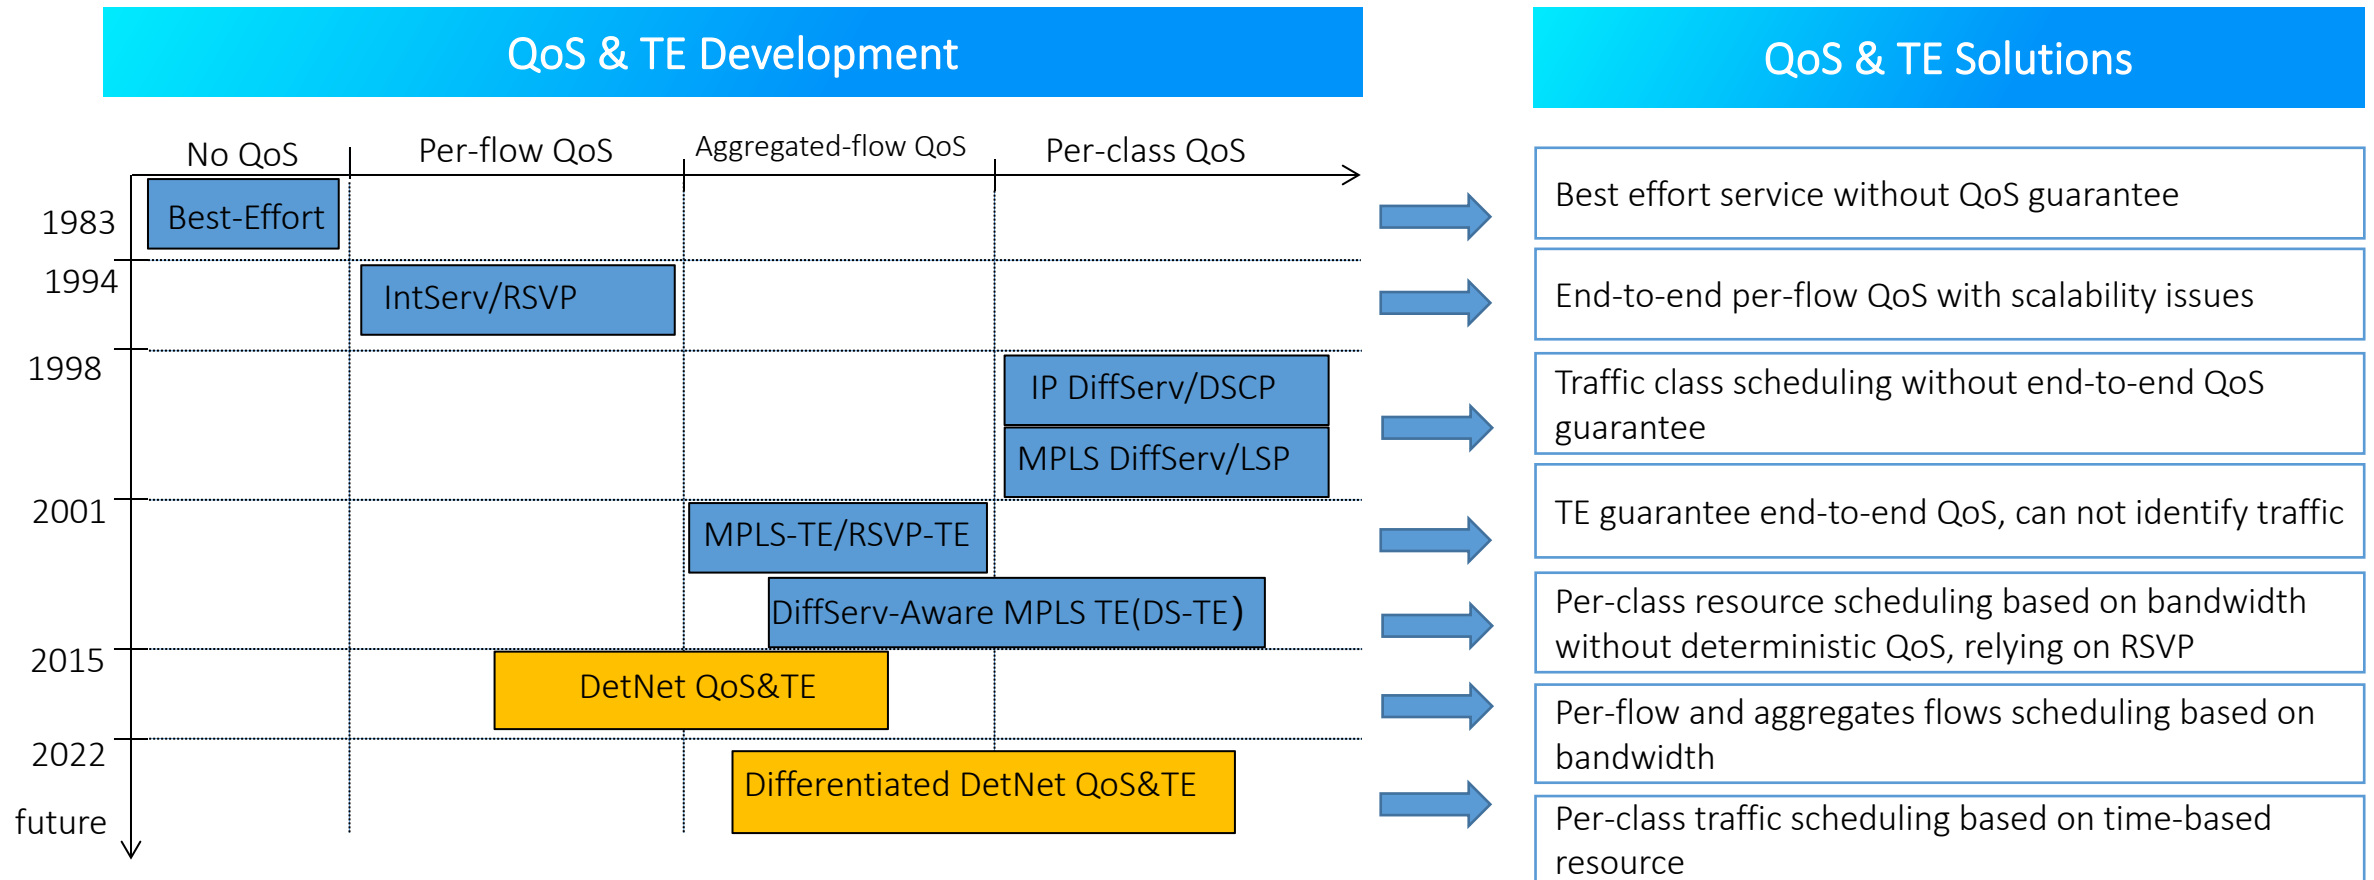 QoS & TE Development
QoS & TE Solutions
No QoS
Per-flow QoS
Aggregated-flow QoS
Per-class QoS
1983
Best-Effort
Best effort service without QoS guarantee
1994
IntServ/RSVP
End-to-end per-flow QoS with scalability issues
1998
IP DiffServ/DSCP
MPLS DiffServ/LSP
Traffic class scheduling without end-to-end QoS
guarantee
2001
MPLS-TE/RSVP-TE
TE guarantee end-to-end QoS, can not identify traffic
DiffServ-Aware MPLS TE(DS-TE）
Per-class resource scheduling based on bandwidth
without deterministic QoS, relying on RSVP
2015
DetNet QoS&TE
Per-flow and aggregates flows scheduling based on
bandwidth
2022
Differentiated DetNet QoS&TE
future
Per-class traffic scheduling based on time-based
resource